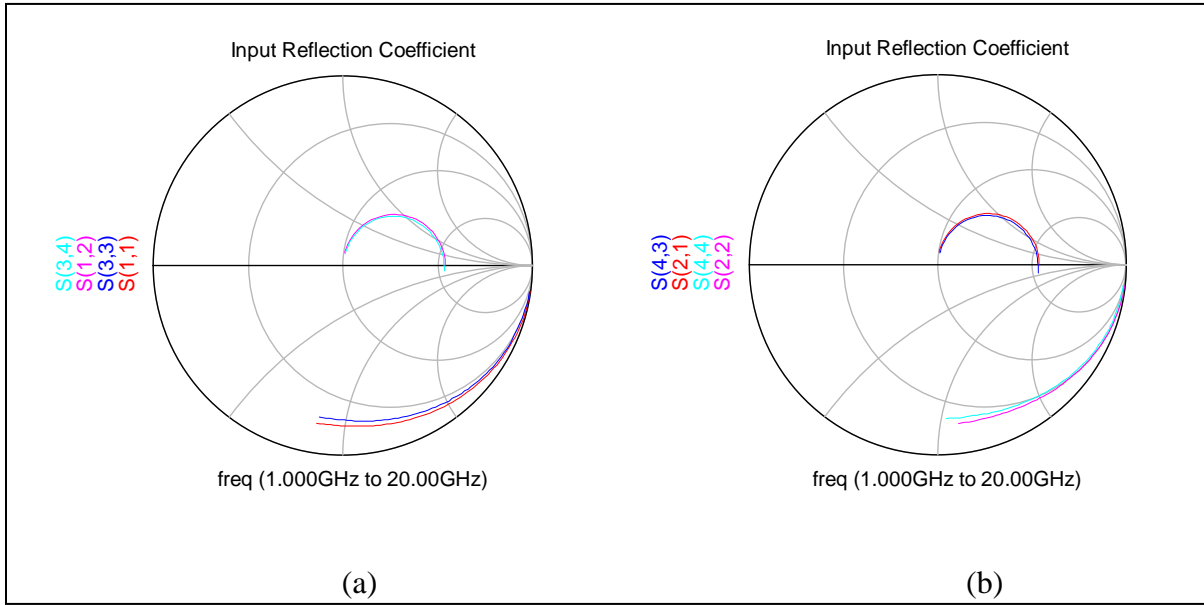 Input Reflection Coefficient
S(3,4)
S(1,2)
S(3,3)
S(1,1)
freq (1.000GHz to 20.00GHz)
(a)
Input Reflection Coefficient
S(4,3)
S(2,1)
S(4,4)
S(2,2)
freq (1.000GHz to 20.00GHz)
(b)